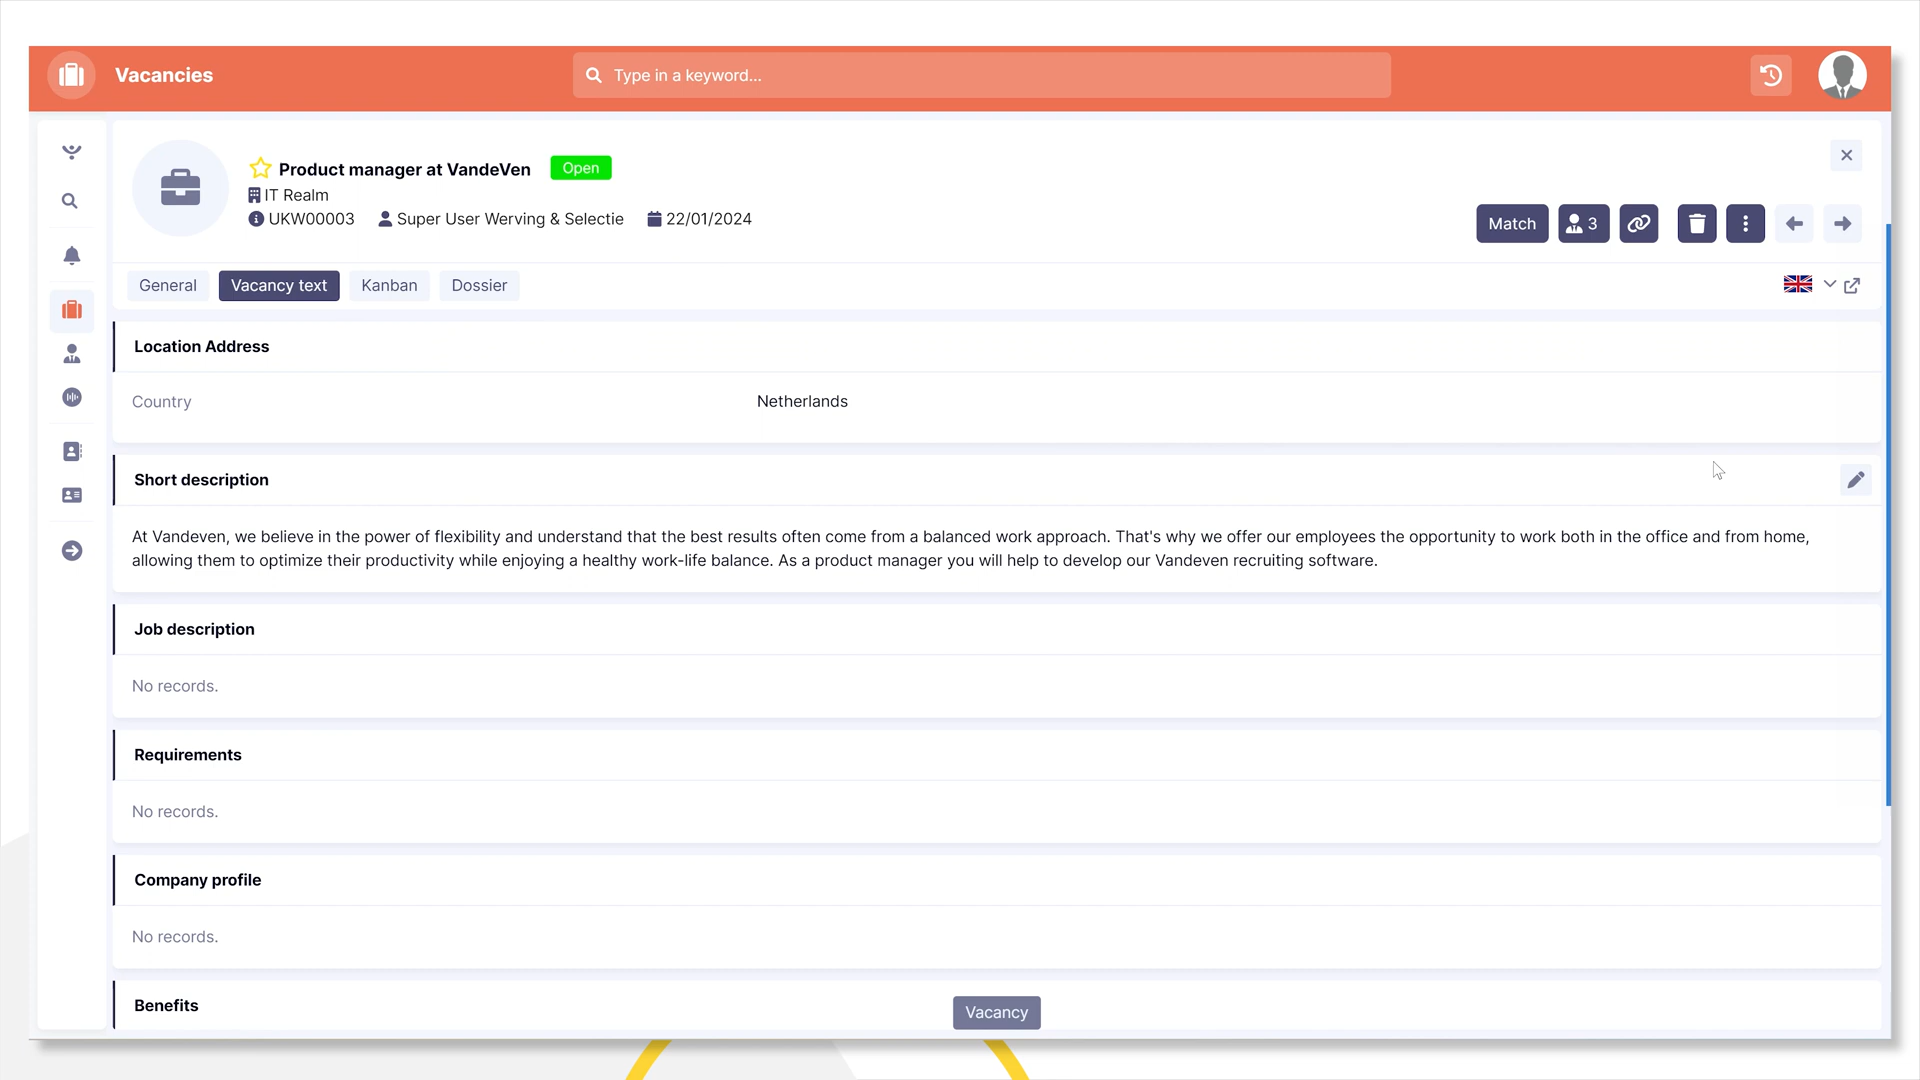 Vacancies
Type in a keyword...
Product manager at VandeVen
Open
IT Realm
UKW00003
Super User Werving & Selectie
22/01/2024
Match
3
General
Vacancy text
Kanban
Dossier
Location Address
Country
Netherlands
Short description
At Vandeven, we believe in the power of flexibility and understand that the best results often come from a balanced work approach. That's why we offer our employees the opportunity to work both in the office and from home,
allowing them to optimize their productivity while enjoying a healthy work-life balance. As a product manager you will help to develop our Vandeven recruiting software.
Job description
No records.
Requirements
No records.
Company profile
No records.
Benefits
Vacancy